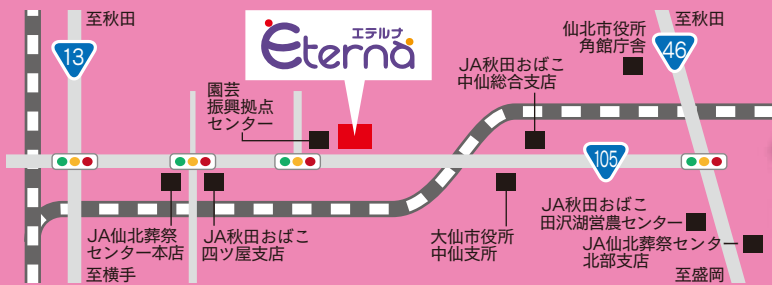 至秋田
13
エテルナ
Eterna
仙北市役所
角館庁舎
至秋田
46
JA秋田おばこ
中仙総合支店
園芸
振興拠点
センター
105
JA仙北葬祭
センター本店
JA秋田おばこ
四ツ屋支店
大仙市役所
中仙支所
JA秋田おばこ
田沢湖営農センター
JA仙北葬祭センター
北部支店
至横手
至盛岡